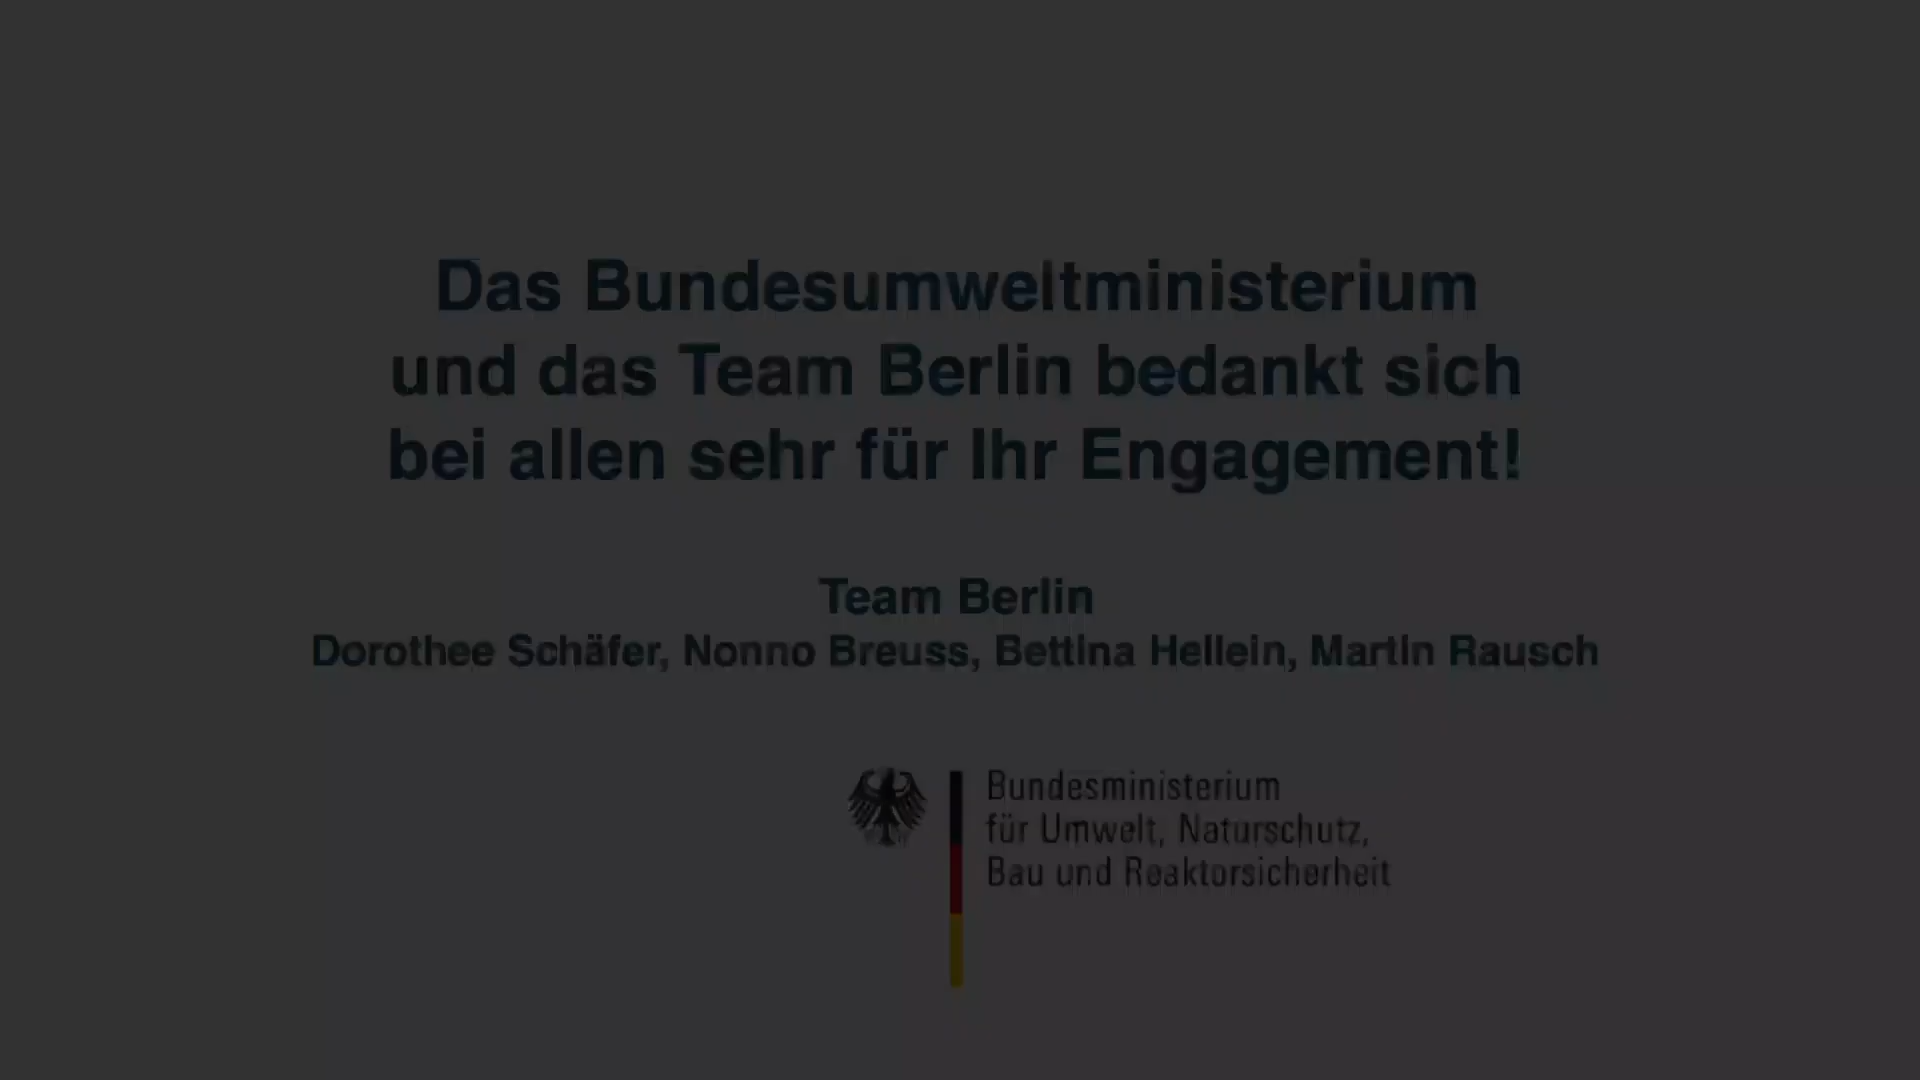 Das Bundesumweltministerium
und das Team Berlin bedankt sich
bei allen sehr für Ihr Engagement!
Team Berlin
Dorothee Schäfer, Nonno Breuss, Bettina Hellein, Martin Rausch
Bundesministerium
für Umwelt, Naturschutz,
Bau und Reaktorsicherheit